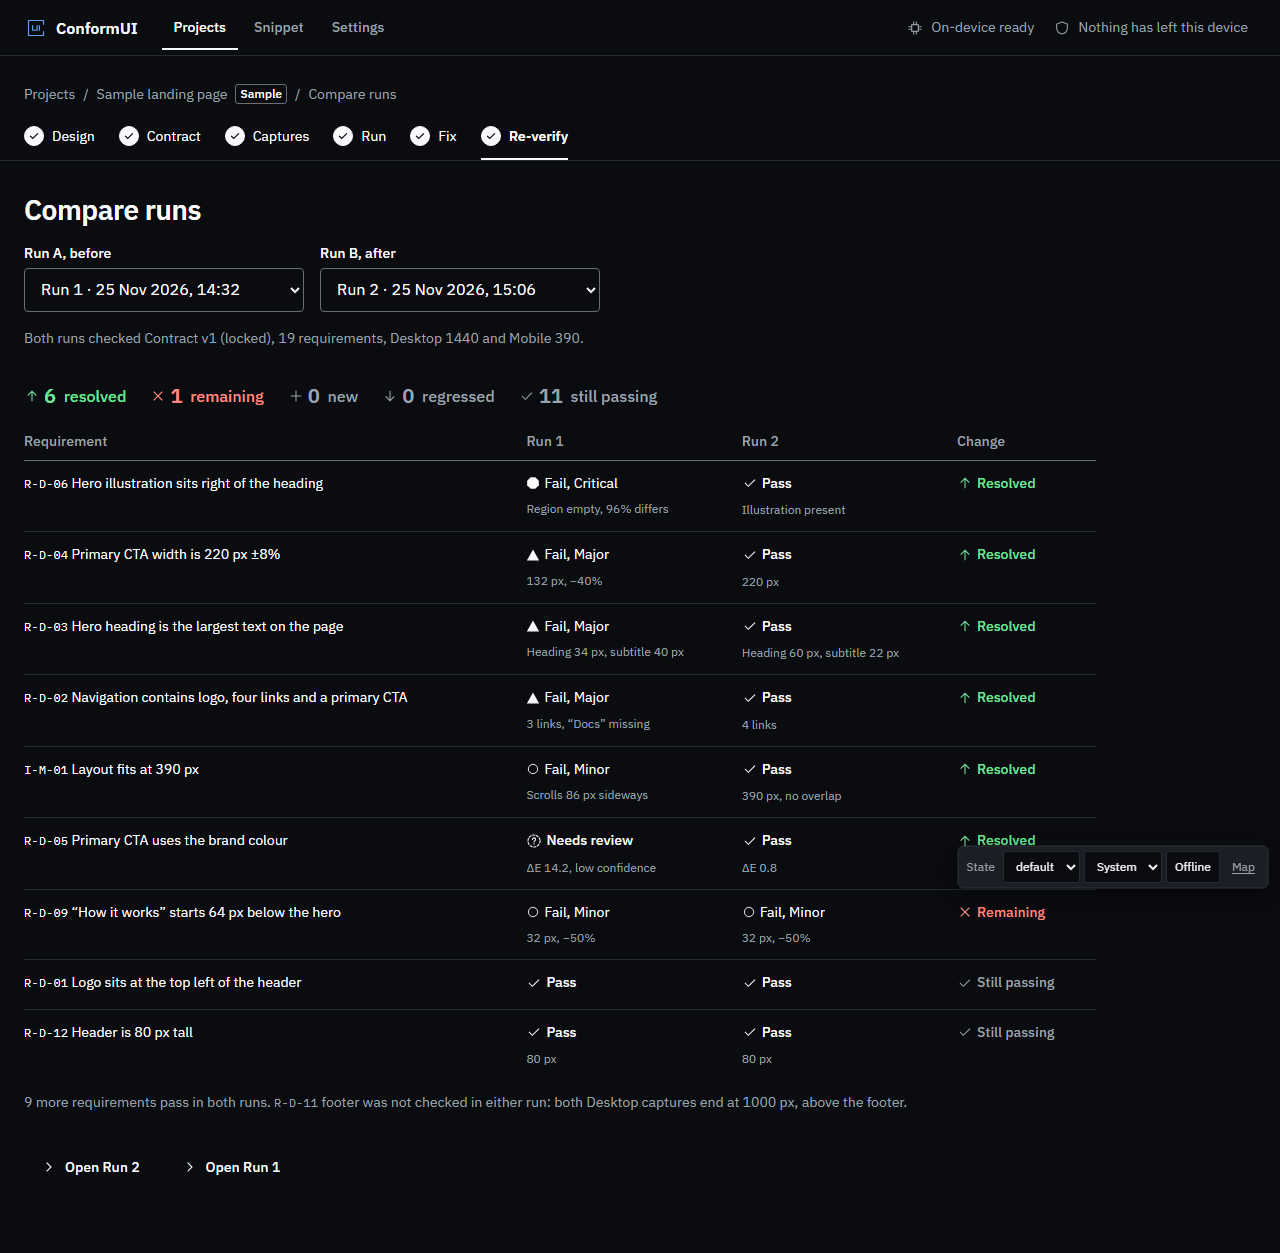 UI ConformUI Projects Snippet Settings On-device ready Nothing has left this device
Projects / Sample landing page Sample / Compare runs
Design Contract Captures Run Fix Re-verify
Compare runs
Run A, before Run B, after
Run 1 · 25 Nov 2026, 14:32 Run 2 · 25 Nov 2026, 15:06
Both runs checked Contract v1 (locked), 19 requirements, Desktop 1440 and Mobile 390.
↑ 6 resolved × 1 remaining + 0 new ↓ 0 regressed ✓ 11 still passing
Requirement Run 1 Run 2 Change
R-D-06 Hero illustration sits right of the heading Fail, Critical ✓ Pass ↑ Resolved
Region empty, 96% differs Illustration present
R-D-04 Primary CTA width is 220 px ±8% Fail, Major ✓ Pass ↑ Resolved
132 px, −40% 220 px
R-D-03 Hero heading is the largest text on the page Fail, Major ✓ Pass ↑ Resolved
Heading 34 px, subtitle 40 px Heading 60 px, subtitle 22 px
R-D-02 Navigation contains logo, four links and a primary CTA Fail, Major ✓ Pass ↑ Resolved
3 links, “Docs” missing 4 links
I-M-01 Layout fits at 390 px Fail, Minor ✓ Pass ↑ Resolved
Scrolls 86 px sideways 390 px, no overlap
R-D-05 Primary CTA uses the brand colour Needs review ✓ Pass ↑ Resolved
ΔE 14.2, low confidence ΔE 0.8
State default System Offline Map
R-D-09 “How it works” starts 64 px below the hero Fail, Minor Fail, Minor × Remaining
32 px, −50% 32 px, −50%
R-D-01 Logo sits at the top left of the header ✓ Pass ✓ Pass ✓ Still passing
R-D-12 Header is 80 px tall ✓ Pass ✓ Pass ✓ Still passing
80 px 80 px
9 more requirements pass in both runs. R-D-11 footer was not checked in either run: both Desktop captures end at 1000 px, above the footer.
Open Run 2 Open Run 1